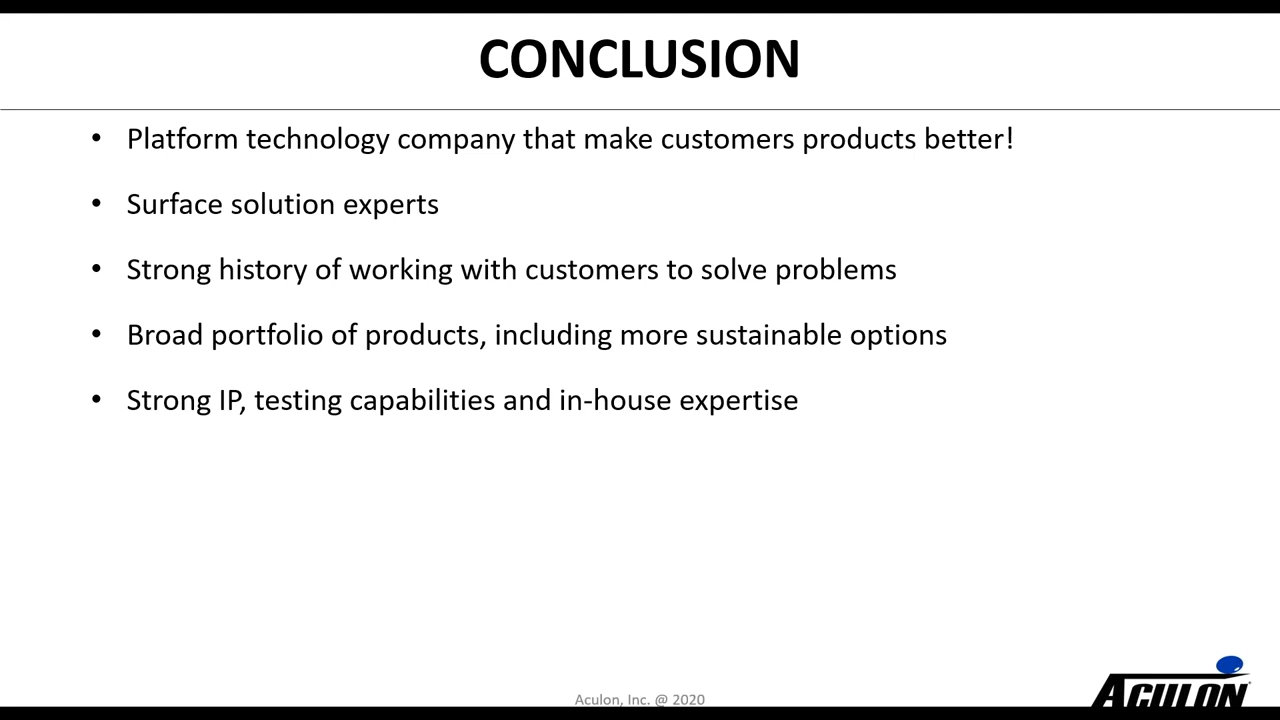 CONCLUSION
• Platform technology company that make customers products better!
• Surface solution experts
• Strong history of working with customers to solve problems
• Broad portfolio of products, including more sustainable options
• Strong IP, testing capabilities and in-house expertise
Aculon, Inc. @ 2020
ACULON